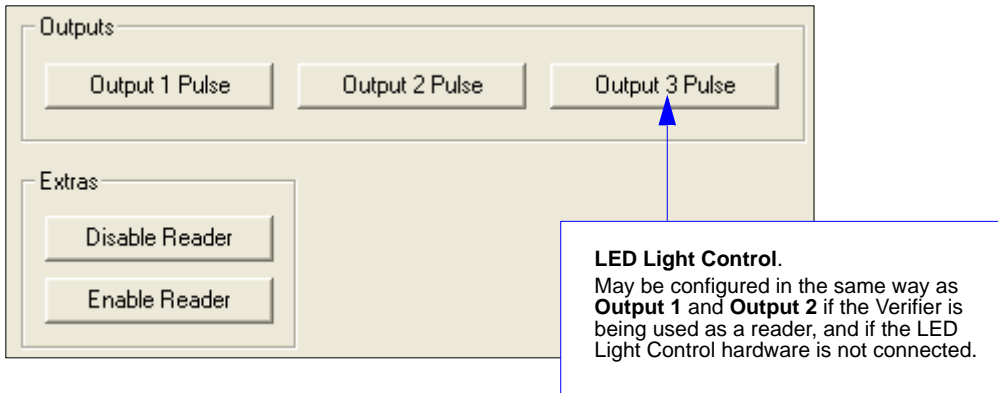 Outputs
Output 1 Pulse
Output 2 Pulse
Output 3 Pulse
Extras
Disable Reader
Enable Reader
LED Light Control.
May be configured in the same way as
Output 1 and Output 2 if the Verifier is
being used as a reader, and if the LED
Light Control hardware is not connected.